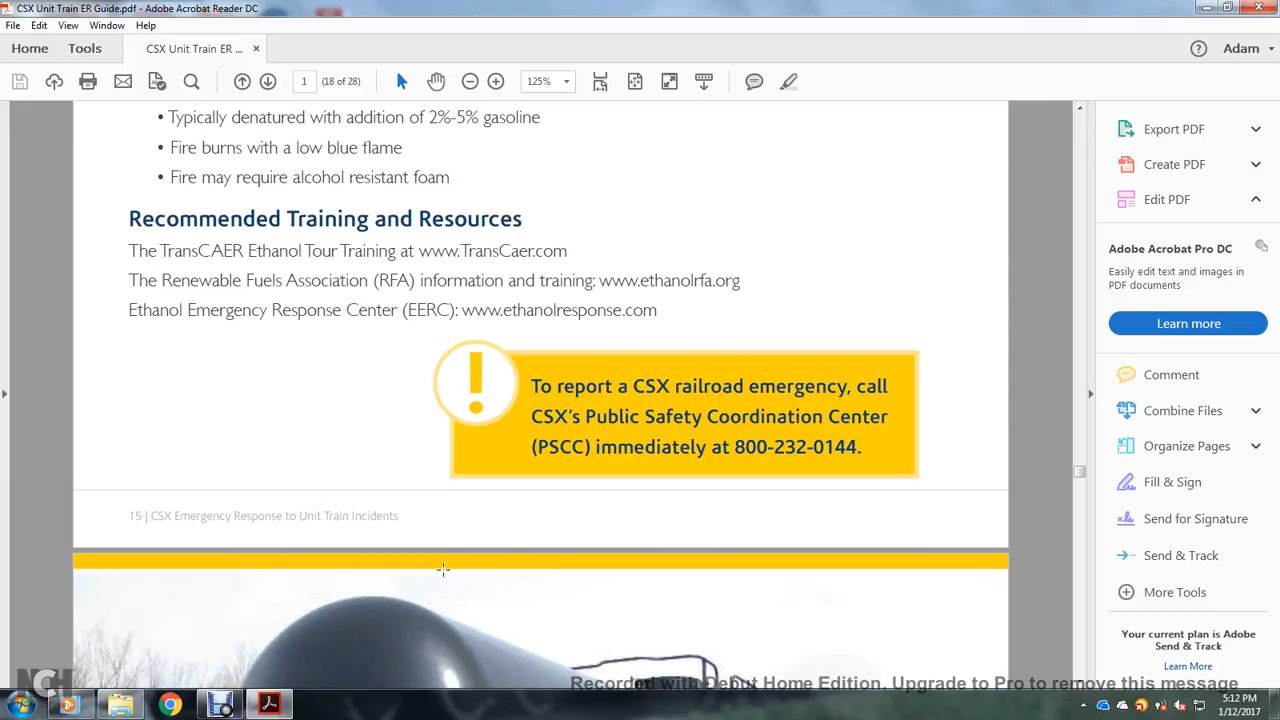 CSX Unit Train ER Guide.pdf - Adobe Acrobat Reader DC
File Edit View Window Help
Home Tools CSX Unit Train ER ... × Adam
1 (18 of 28) 125%
• Typically denatured with addition of 2%-5% gasoline
• Fire burns with a low blue flame
• Fire may require alcohol resistant foam
Recommended Training and Resources
The TransCAER Ethanol Tour Training at www.TransCaer.com
The Renewable Fuels Association (RFA) information and training: www.ethanolrfa.org
Ethanol Emergency Response Center (EERC): www.ethanolresponse.com
!
To report a CSX railroad emergency, call
CSX's Public Safety Coordination Center
(PSCC) immediately at 800-232-0144.
15 | CSX Emergency Response to Unit Train Incidents
Export PDF
Create PDF
Edit PDF
Adobe Acrobat Pro DC
Easily edit text and images in
PDF documents
Learn more
Comment
Combine Files
Organize Pages
Fill & Sign
Send for Signature
Send & Track
More Tools
Your current plan is Adobe
Send & Track
Learn More
NCH
Recorded with Debut Home Edition. Upgrade to Pro to remove this message
5:12 PM
1/12/2017